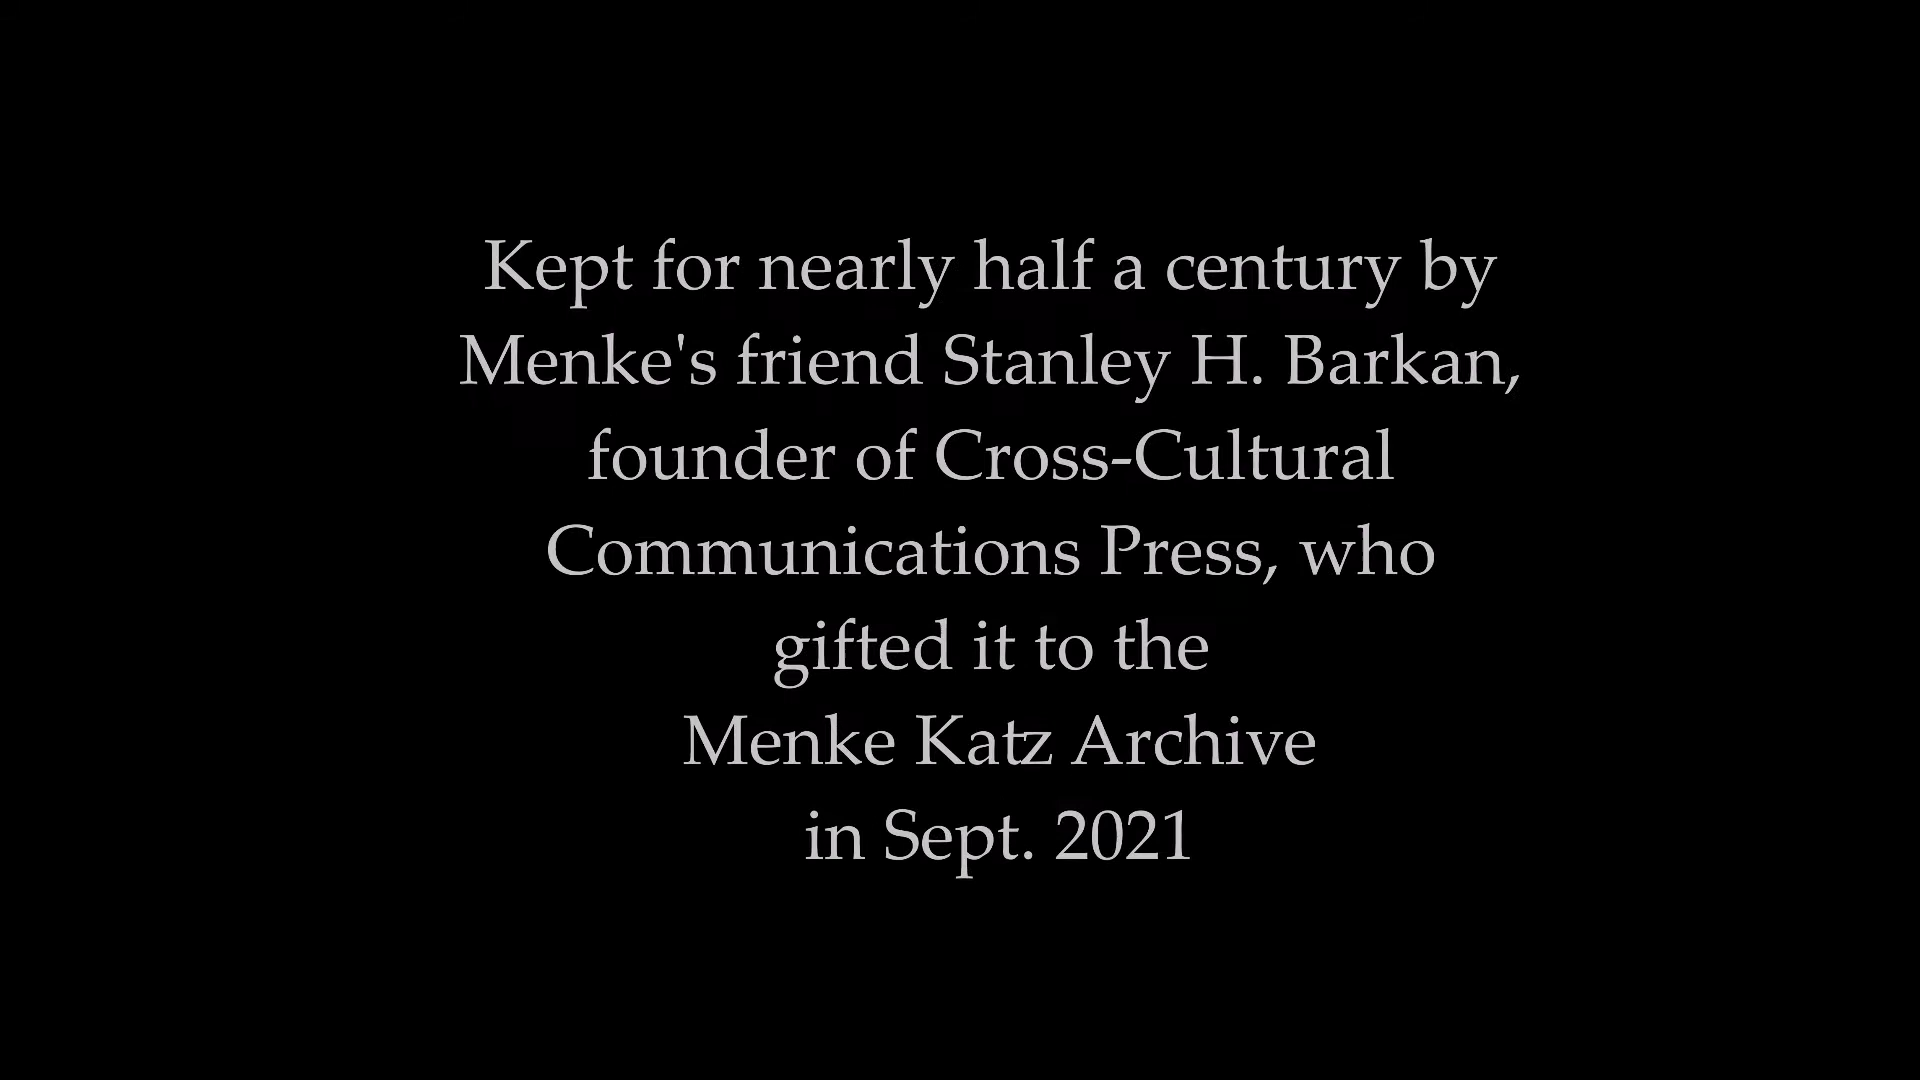 Kept for nearly half a century by
Menke's friend Stanley H. Barkan,
founder of Cross-Cultural
Communications Press, who
gifted it to the
Menke Katz Archive
in Sept. 2021